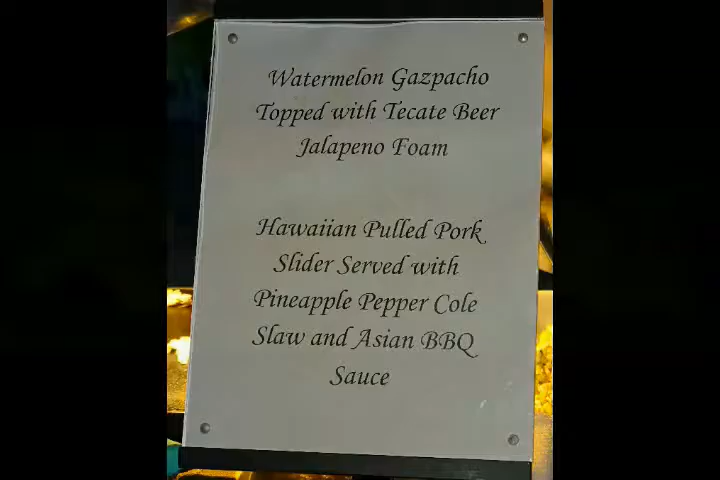 Watermelon Gazpacho
Topped with Tecate Beer
Jalapeno Foam
Hawaiian Pulled Pork
Slider Served with
Pineapple Pepper Cole
Slaw and Asian BBQ
Sauce